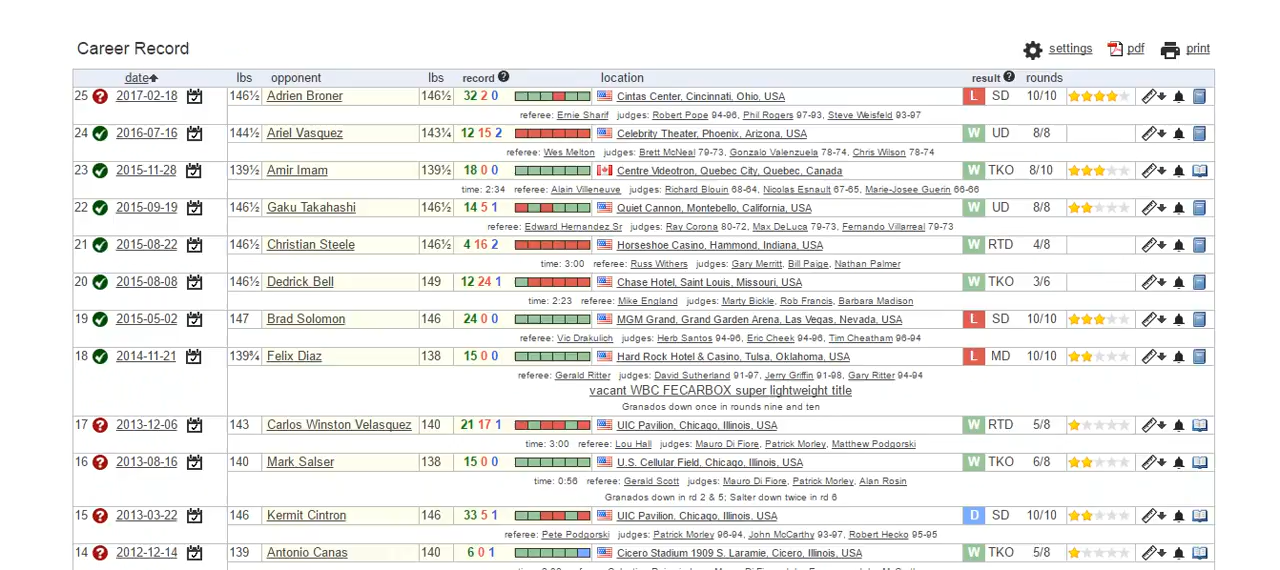 Career Record settings pdf print
date lbs opponent lbs record location result rounds
25 2017-02-18 146½ Adrien Broner 146½ 32 2 0 Cintas Center, Cincinnati, Ohio, USA L SD 10/10
referee: Ernie Sharif judges: Robert Pope 94-96, Phil Rogers 97-93, Steve Weisfeld 93-97
24 2016-07-16 144½ Ariel Vasquez 143¼ 12 15 2 Celebrity Theater, Phoenix, Arizona, USA W UD 8/8
referee: Wes Melton judges: Brett McNeal 79-73, Gonzalo Valenzuela 78-74, Chris Wilson 78-74
23 2015-11-28 139½ Amir Imam 139½ 18 0 0 Centre Videotron, Quebec City, Quebec, Canada W TKO 8/10
time: 2:34 referee: Alain Villeneuve judges: Richard Blouin 68-64, Nicolas Esnault 67-65, Marie-Josee Guerin 66-66
22 2015-09-19 146½ Gaku Takahashi 146½ 14 5 1 Quiet Cannon, Montebello, California, USA W UD 8/8
referee: Edward Hernandez Sr judges: Ray Corona 80-72, Max DeLuca 79-73, Fernando Villarreal 79-73
21 2015-08-22 146½ Christian Steele 146½ 4 16 2 Horseshoe Casino, Hammond, Indiana, USA W RTD 4/8
time: 3:00 referee: Russ Withers judges: Gary Merritt, Bill Paige, Nathan Palmer
20 2015-08-08 146½ Dedrick Bell 149 12 24 1 Chase Hotel, Saint Louis, Missouri, USA W TKO 3/6
time: 2:23 referee: Mike England judges: Marty Bickle, Rob Francis, Barbara Madison
19 2015-05-02 147 Brad Solomon 146 24 0 0 MGM Grand, Grand Garden Arena, Las Vegas, Nevada, USA L SD 10/10
referee: Vic Drakulich judges: Herb Santos 94-96, Eric Cheek 94-96, Tim Cheatham 96-94
18 2014-11-21 139¾ Felix Diaz 138 15 0 0 Hard Rock Hotel & Casino, Tulsa, Oklahoma, USA L MD 10/10
referee: Gerald Ritter judges: David Sutherland 91-97, Jerry Griffin 91-98, Gary Ritter 94-94
vacant WBC FECARBOX super lightweight title
Granados down once in rounds nine and ten
17 2013-12-06 143 Carlos Winston Velasquez 140 21 17 1 UIC Pavilion, Chicago, Illinois, USA W RTD 5/8
time: 3:00 referee: Lou Hall judges: Mauro Di Fiore, Patrick Morley, Matthew Podgorski
16 2013-08-16 140 Mark Salser 138 15 0 0 U.S. Cellular Field, Chicago, Illinois, USA W TKO 6/8
time: 0:56 referee: Gerald Scott judges: Mauro Di Fiore, Patrick Morley, Alan Rosin
Granados down in rd 2 & 5; Salter down twice in rd 6
15 2013-03-22 146 Kermit Cintron 146 33 5 1 UIC Pavilion, Chicago, Illinois, USA D SD 10/10
referee: Pete Podgorski judges: Patrick Morley 96-94, John McCarthy 93-97, Robert Hecko 95-95
14 2012-12-14 139 Antonio Canas 140 6 0 1 Cicero Stadium 1909 S. Laramie, Cicero, Illinois, USA W TKO 5/8